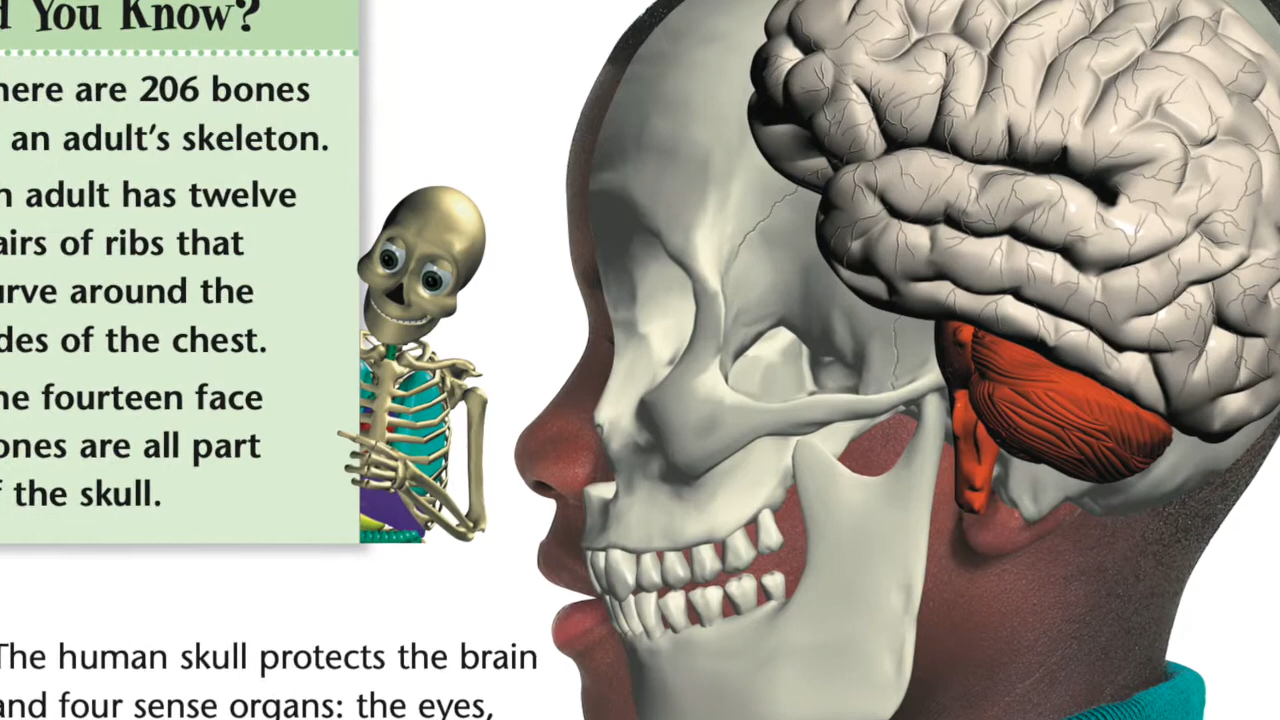 d You Know?
here are 206 bones
an adult's skeleton.
n adult has twelve
airs of ribs that
urve around the
des of the chest.
he fourteen face
ones are all part
f the skull.
The human skull protects the brain
and four sense organs: the eyes,